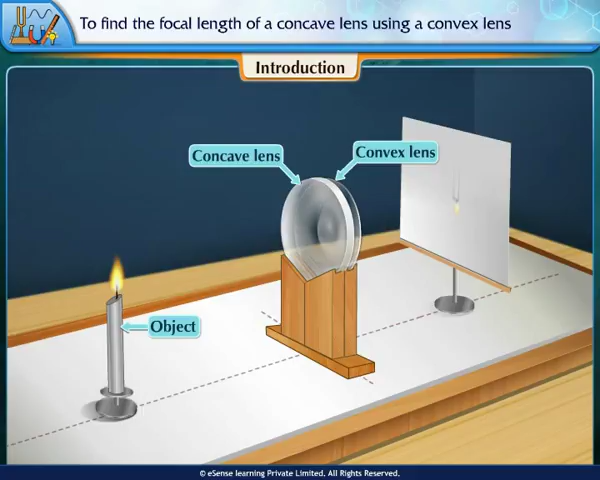 To find the focal length of a concave lens using a convex lens
Introduction
Concave lens
Convex lens
Object
© eSense learning Private Limited. All Rights Reserved.